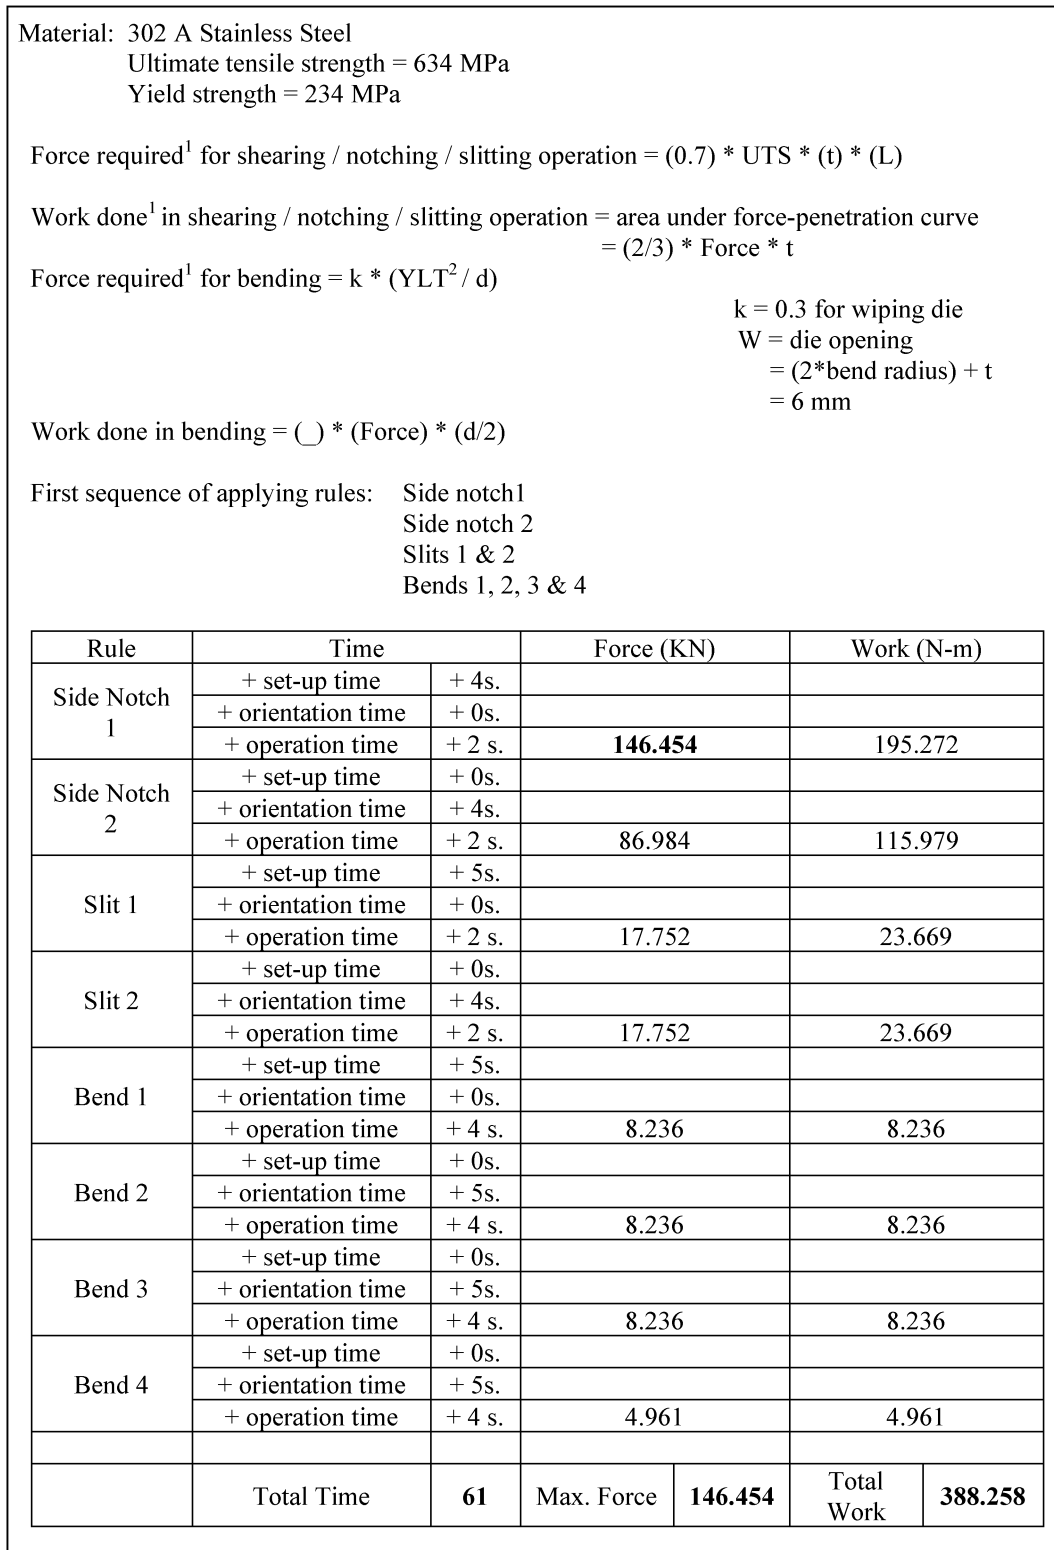 Material: 302 A Stainless Steel
Ultimate tensile strength = 634 MPa
Yield strength = 234 MPa
Force required¹ for shearing / notching / slitting operation = (0.7) * UTS * (t) * (L)
Work done¹ in shearing / notching / slitting operation = area under force-penetration curve
= (2/3) * Force * t
Force required¹ for bending = k * (YLT² / d)
k = 0.3 for wiping die
W = die opening
= (2*bend radius) + t
= 6 mm
Work done in bending = (_) * (Force) * (d/2)
First sequence of applying rules: Side notch1
Side notch 2
Slits 1 & 2
Bends 1, 2, 3 & 4
Rule Time Force (KN) Work (N-m)
Side Notch 1
+ set-up time + 4s.
+ orientation time + 0s.
+ operation time + 2 s. 146.454 195.272
Side Notch 2
+ set-up time + 0s.
+ orientation time + 4s.
+ operation time + 2 s. 86.984 115.979
Slit 1
+ set-up time + 5s.
+ orientation time + 0s.
+ operation time + 2 s. 17.752 23.669
Slit 2
+ set-up time + 0s.
+ orientation time + 4s.
+ operation time + 2 s. 17.752 23.669
Bend 1
+ set-up time + 5s.
+ orientation time + 0s.
+ operation time + 4 s. 8.236 8.236
Bend 2
+ set-up time + 0s.
+ orientation time + 5s.
+ operation time + 4 s. 8.236 8.236
Bend 3
+ set-up time + 0s.
+ orientation time + 5s.
+ operation time + 4 s. 8.236 8.236
Bend 4
+ set-up time + 0s.
+ orientation time + 5s.
+ operation time + 4 s. 4.961 4.961
Total Time 61 Max. Force 146.454 Total Work 388.258